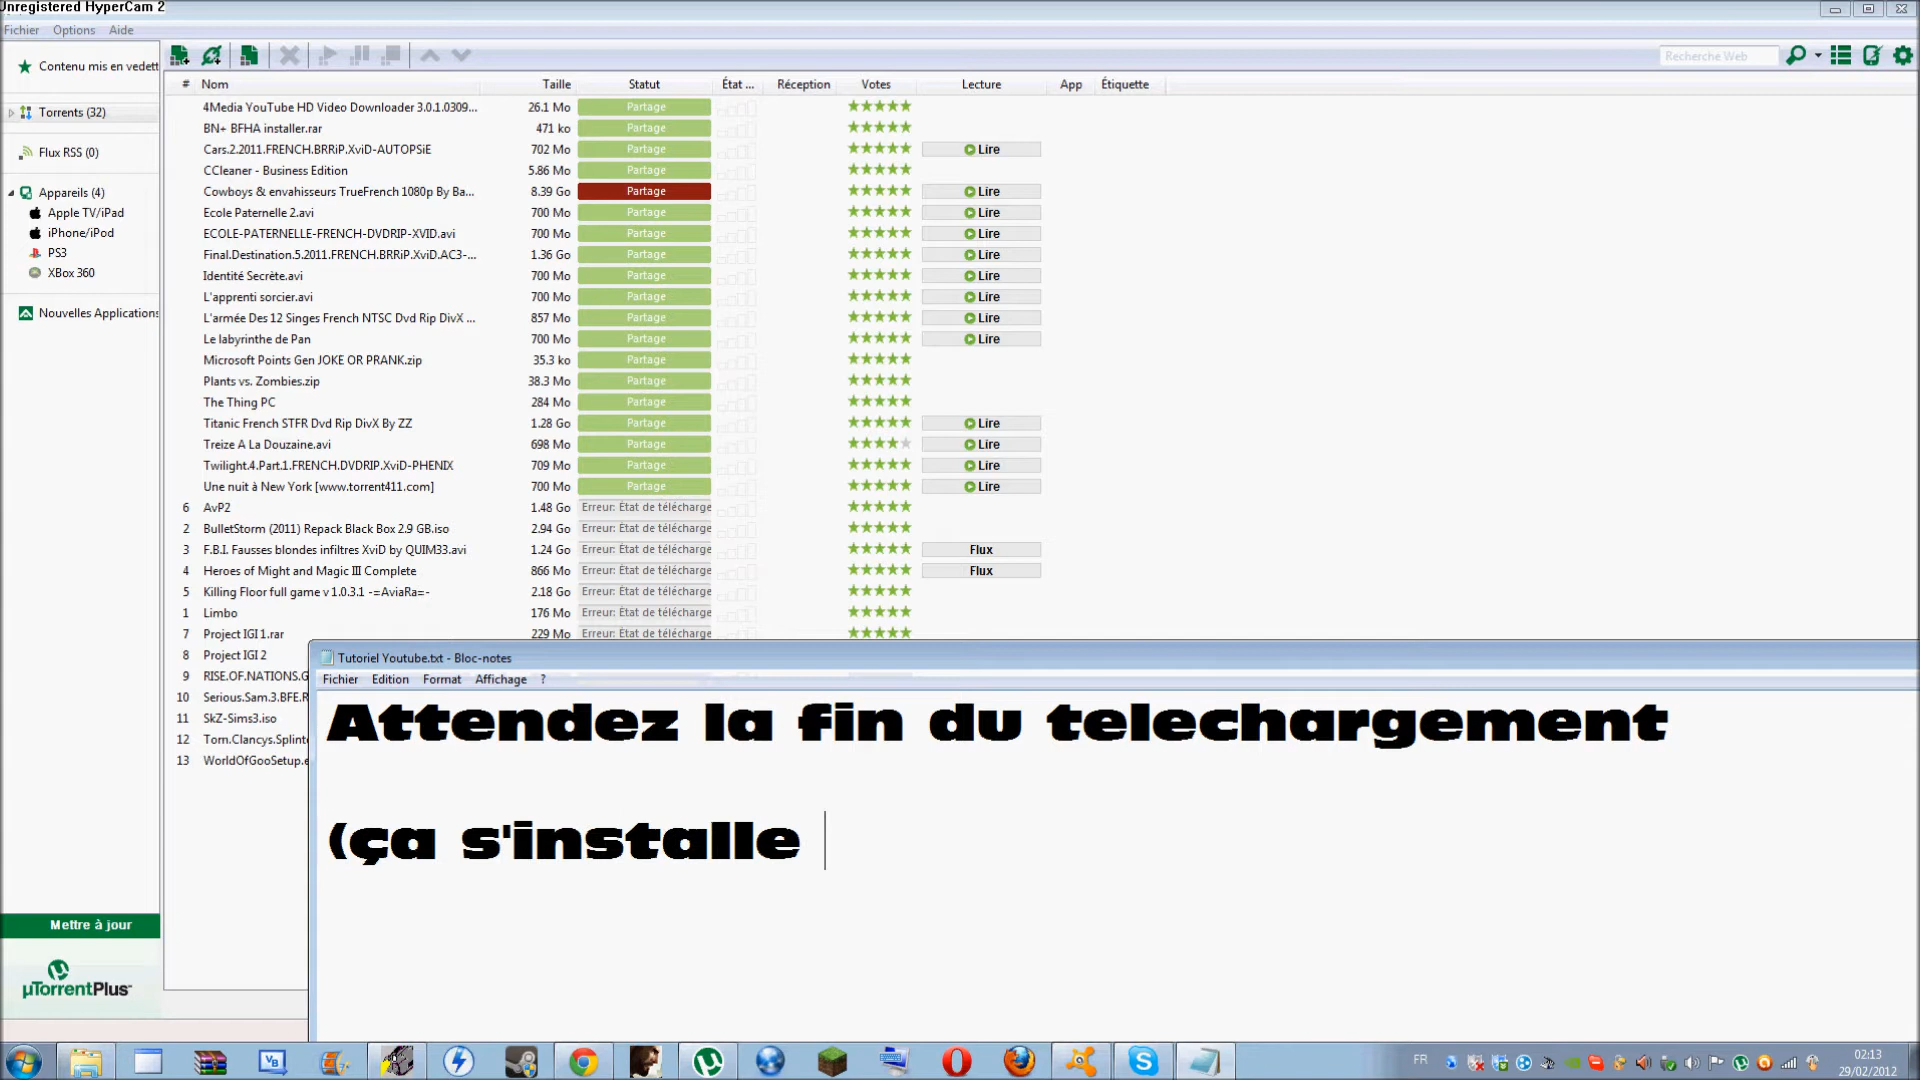 Unregistered HyperCam 2
Fichier Options Aide
Contenu mis en vedett
Recherche Web
# Nom Taille Statut État ... Réception Votes Lecture App Étiquette
Torrents (32)
Flux RSS (0)
Appareils (4)
Apple TV/iPad
iPhone/iPod
PS3
XBox 360
Nouvelles Applications
4Media YouTube HD Video Downloader 3.0.1.0309... 26.1 Mo Partage
BN+ BFHA installer.rar 471 ko Partage
Cars.2.2011.FRENCH.BRRiP.XviD-AUTOPSiE 702 Mo Partage Lire
CCleaner - Business Edition 5.86 Mo Partage
Cowboys & envahisseurs TrueFrench 1080p By Ba... 8.39 Go Partage Lire
Ecole Paternelle 2.avi 700 Mo Partage Lire
ECOLE-PATERNELLE-FRENCH-DVDRIP-XVID.avi 700 Mo Partage Lire
Final.Destination.5.2011.FRENCH.BRRiP.XviD.AC3-... 1.36 Go Partage Lire
Identité Secrète.avi 700 Mo Partage Lire
L'apprenti sorcier.avi 700 Mo Partage Lire
L'armée Des 12 Singes French NTSC Dvd Rip DivX ... 857 Mo Partage Lire
Le labyrinthe de Pan 700 Mo Partage Lire
Microsoft Points Gen JOKE OR PRANK.zip 35.3 ko Partage
Plants vs. Zombies.zip 38.3 Mo Partage
The Thing PC 284 Mo Partage
Titanic French STFR Dvd Rip DivX By ZZ 1.28 Go Partage Lire
Treize A La Douzaine.avi 698 Mo Partage Lire
Twilight.4.Part.1.FRENCH.DVDRIP.XviD-PHENIX 709 Mo Partage Lire
Une nuit à New York [www.torrent411.com] 700 Mo Partage Lire
6 AvP2 1.48 Go Erreur: État de télécharge
2 BulletStorm (2011) Repack Black Box 2.9 GB.iso 2.94 Go Erreur: État de télécharge
3 F.B.I. Fausses blondes infiltres XviD by QUIM33.avi 1.24 Go Erreur: État de télécharge Flux
4 Heroes of Might and Magic III Complete 866 Mo Erreur: État de télécharge Flux
5 Killing Floor full game v 1.0.3.1 -=AviaRa=- 2.18 Go Erreur: État de télécharge
1 Limbo 176 Mo Erreur: État de télécharge
7 Project IGI 1.rar 229 Mo Erreur: État de télécharge
8 Project IGI 2
9 RISE.OF.NATIONS.G
10 Serious.Sam.3.BFE.R
11 SkZ-Sims3.iso
12 Torn.Clancys.Splint
13 WorldOfGooSetup.e
Tutoriel Youtube.txt - Bloc-notes
Fichier Edition Format Affichage ?
Attendez la fin du telechargement
(ça s'installe
Mettre à jour
µTorrentPlus
VB
FR
02:13
29/02/2012